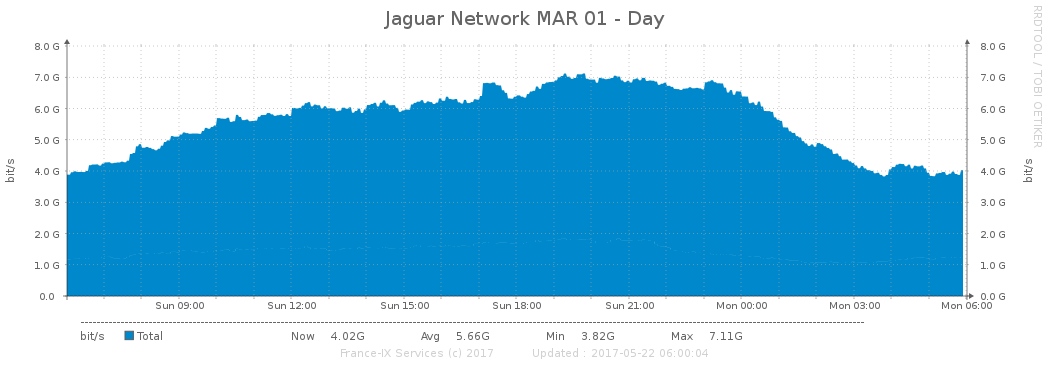 Jaguar Network MAR 01 - Day
RRDTOOL / TOBI OETIKER
8.0 G 8.0 G
7.0 G 7.0 G
6.0 G 6.0 G
5.0 G 5.0 G
4.0 G 4.0 G
3.0 G 3.0 G
2.0 G 2.0 G
1.0 G 1.0 G
0.0 0.0 G
bit/s bit/s
Sun 09:00 Sun 12:00 Sun 15:00 Sun 18:00 Sun 21:00 Mon 00:00 Mon 03:00 Mon 06:00
bit/s Total Now 4.02G Avg 5.66G Min 3.82G Max 7.11G
France-IX Services (c) 2017 Updated : 2017-05-22 06:00:04